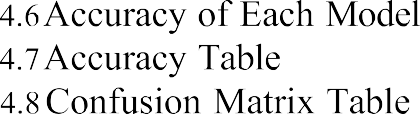 4.6 Accuracy of Each Model
4.7 Accuracy Table
4.8 Confusion Matrix Table